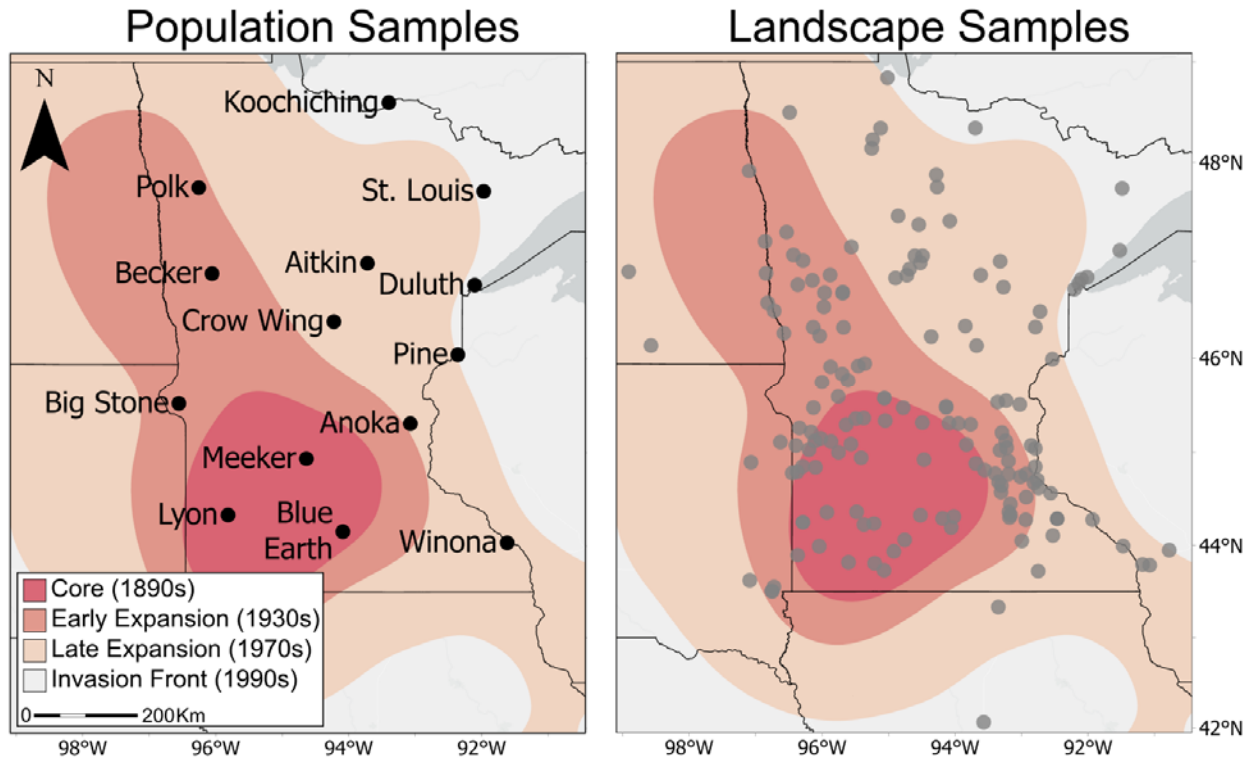 Population Samples
Landscape Samples
N
Koochiching
Polk
St. Louis
Becker
Aitkin
Duluth
Crow Wing
Pine
Big Stone
Anoka
Meeker
Lyon
Blue
Earth
Winona
Core (1890s)
Early Expansion (1930s)
Late Expansion (1970s)
Invasion Front (1990s)
0 200Km
98°W 96°W 94°W 92°W
98°W 96°W 94°W 92°W
48°N
46°N
44°N
42°N